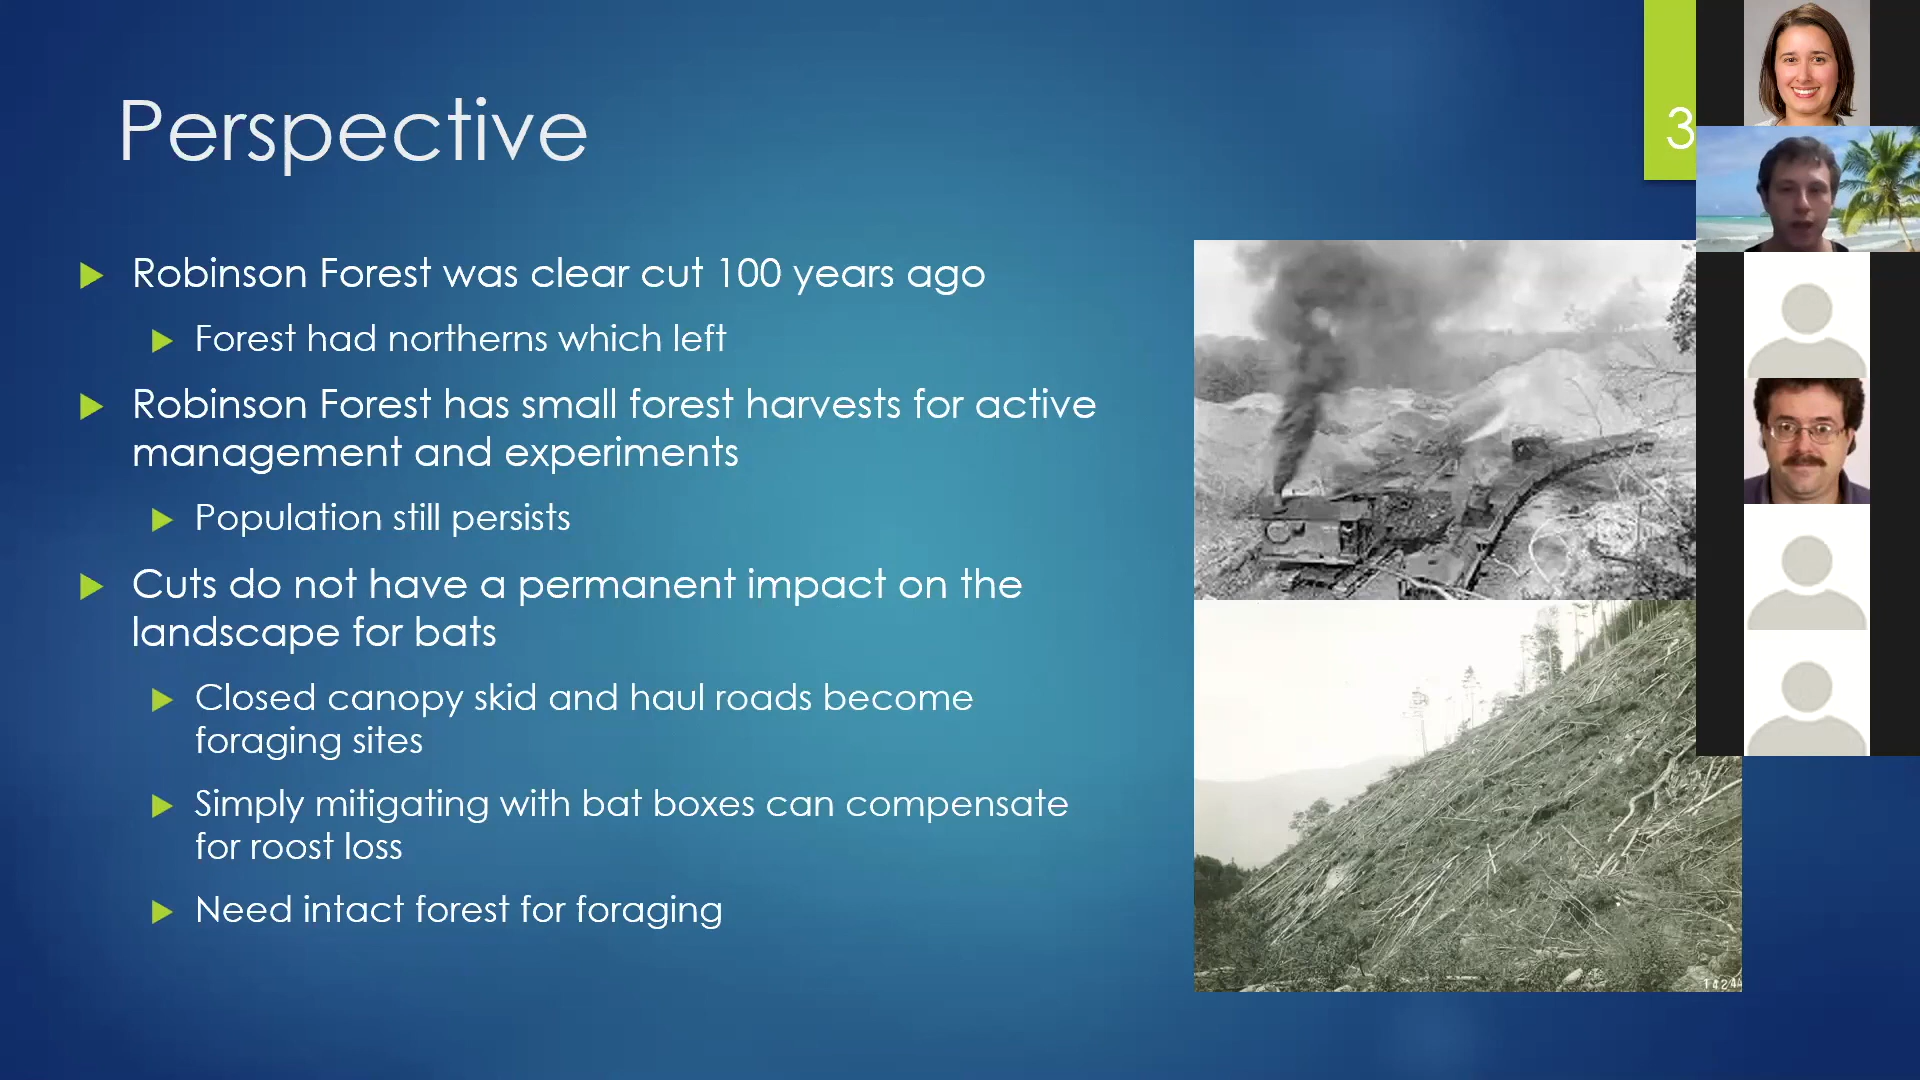 Perspective
3
Robinson Forest was clear cut 100 years ago
Forest had northerns which left
Robinson Forest has small forest harvests for active
management and experiments
Population still persists
Cuts do not have a permanent impact on the
landscape for bats
Closed canopy skid and haul roads become
foraging sites
Simply mitigating with bat boxes can compensate
for roost loss
Need intact forest for foraging